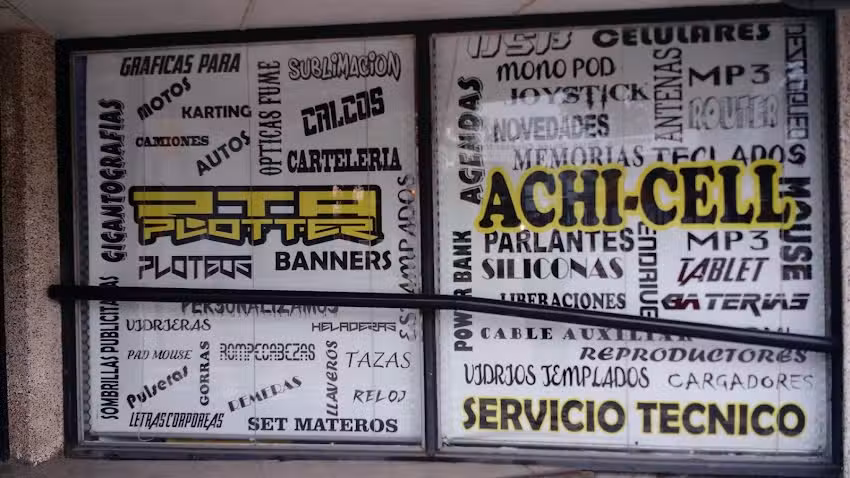 GRAFICAS PARA
MOTOS
KARTING
CAMIONES
AUTOS
GIGANTOGRAFIAS
OPTICAS FUME
SUBLIMACION
CALCOS
CARTELERIA
PLOTTER
PLOTEOS
BANNERS
ESTAMPADOS
PERSONALIZAMOS
SOMBRILLAS PUBLICITARIAS
VIDRIERAS
HELADERAS
PAD MOUSE
ROMPECABEZAS
TAZAS
Pulseras
GORRAS
REMERAS
LLAVEROS
RELOJ
LETRAS CORPOREAS
SET MATEROS
USB
CELULARES
MONO POD
ANTENAS
MP3
JOYSTICK
ROUTER
AGENDAS
NOVEDADES
MEMORIAS
TECLADOS
ACHI-CELL
MOUSE
PARLANTES
PENDRIVE
MP3
SILICONAS
TABLET
POWER BANK
LIBERACIONES
BATERIAS
CABLE AUXILIAR
REPRODUCTORES
VIDRIOS TEMPLADOS
CARGADORES
SERVICIO TECNICO